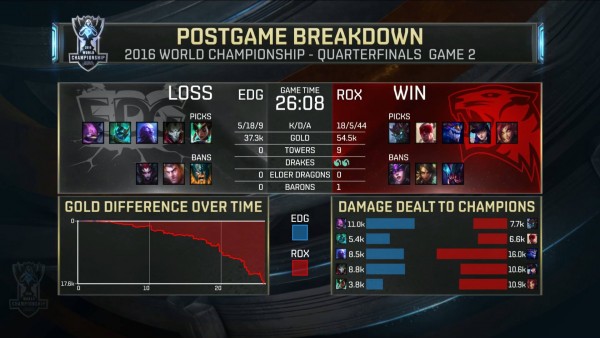 POSTGAME BREAKDOWN
2016 WORLD CHAMPIONSHIP - QUARTERFINALS GAME 2
2016
WORLD
CHAMPIONSHIP
LOSS EDG GAME TIME ROX WIN
26:08
PICKS 5/18/9 K/D/A 18/5/44 PICKS
37.3k GOLD 54.5k
0 TOWERS 9
BANS DRAKES BANS
0 ELDER DRAGONS 0
0 BARONS 1
GOLD DIFFERENCE OVER TIME
0
17.6k
0 10 20
EDG
ROX
DAMAGE DEALT TO CHAMPIONS
11.0k 7.7k
5.4k 6.6k
8.5k 16.0k
8.8k 10.6k
3.8k 10.9k